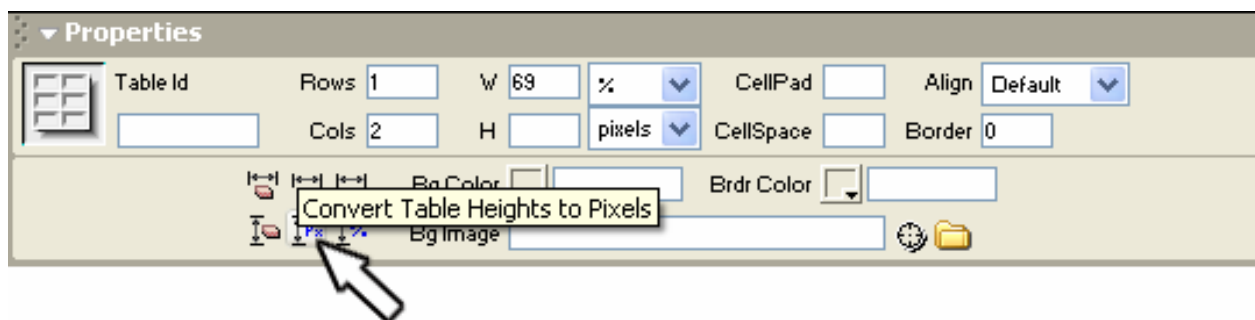 Properties
Table Id Rows 1 W 69 % CellPad Align Default
Cols 2 H pixels CellSpace Border 0
Bg Color Brdr Color
Convert Table Heights to Pixels
Px % Bg Image